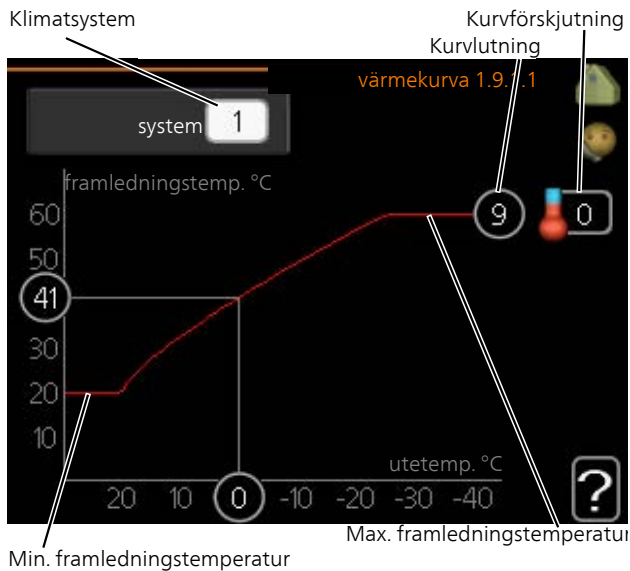 Klimatsystem
Kurvförskjutning
Kurvlutning
värmekurva 1.9.1.1
system 1
framledningstemp. °C
9
0
60
50
41
30
20
10
utetemp. °C
20 10 0 -10 -20 -30 -40
?
Max. framledningstemperatur
Min. framledningstemperatur